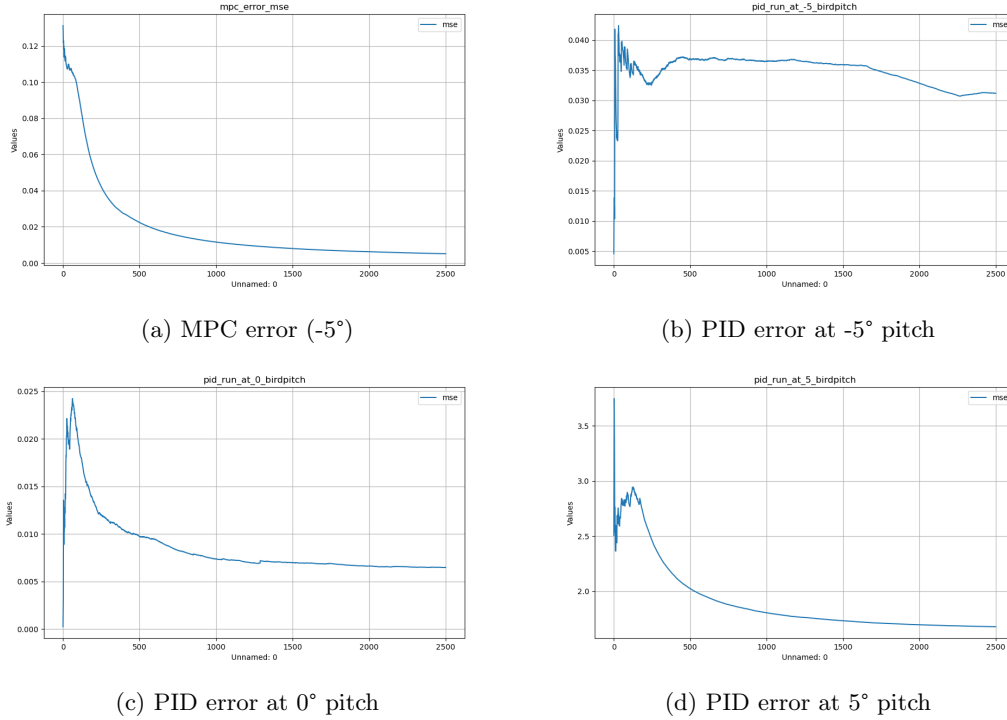 mpc_error_mse
mse
0.12
0.10
0.08
0.06
0.04
0.02
0.00
Values
0 500 1000 1500 2000 2500
Unnamed: 0
(a) MPC error (-5°)
pid_run_at_-5_birdpitch
mse
0.040
0.035
0.030
0.025
0.020
0.015
0.010
0.005
Values
0 500 1000 1500 2000 2500
Unnamed: 0
(b) PID error at -5° pitch
pid_run_at_0_birdpitch
mse
0.025
0.020
0.015
0.010
0.005
0.000
Values
0 500 1000 1500 2000 2500
Unnamed: 0
(c) PID error at 0° pitch
pid_run_at_5_birdpitch
mse
3.5
3.0
2.5
2.0
Values
0 500 1000 1500 2000 2500
Unnamed: 0
(d) PID error at 5° pitch